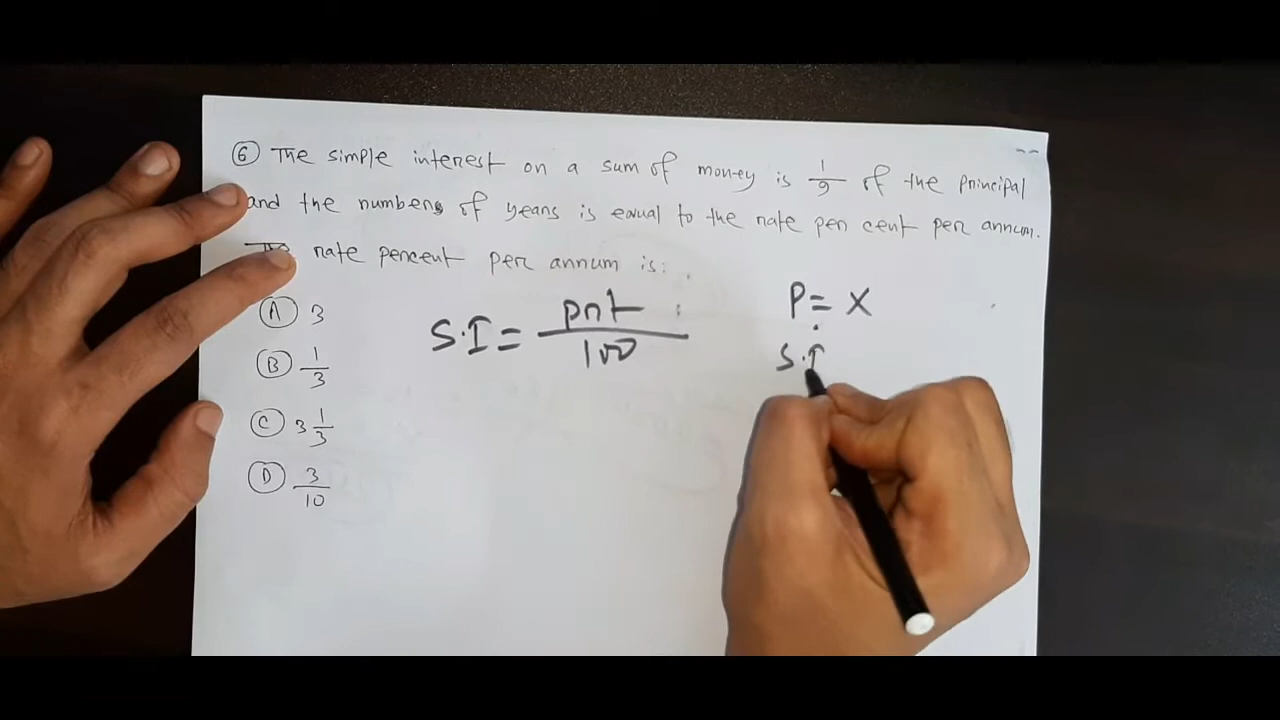 ⑥ The simple interest on a sum of money is 1/9 of the principal
and the numbers of years is equal to the rate per cent per annum.
rate percent per annum is:
Ⓐ 3
Ⓑ 1/3
Ⓒ 3 1/3
Ⓓ 3/10
S.I = prt/100
P = x
S.I